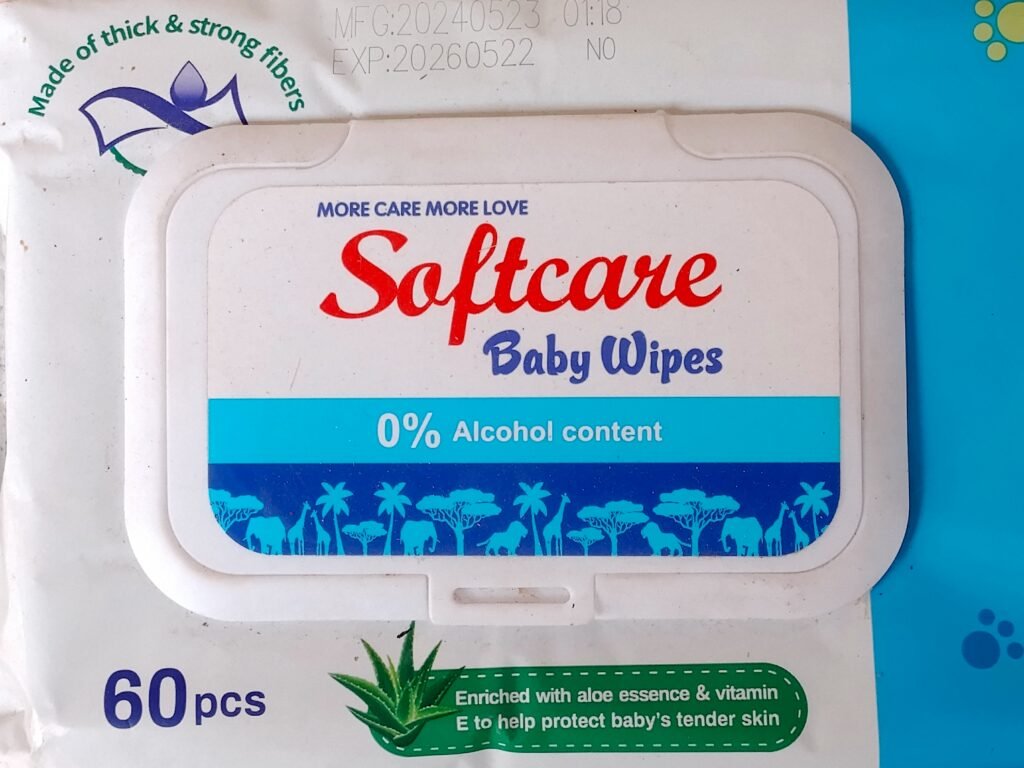 MFG:20240523 01:18
EXP:20260522 NO
Made of thick & strong fibers
MORE CARE MORE LOVE
Softcare
Baby Wipes
0% Alcohol content
60pcs
Enriched with aloe essence & vitamin
E to help protect baby's tender skin